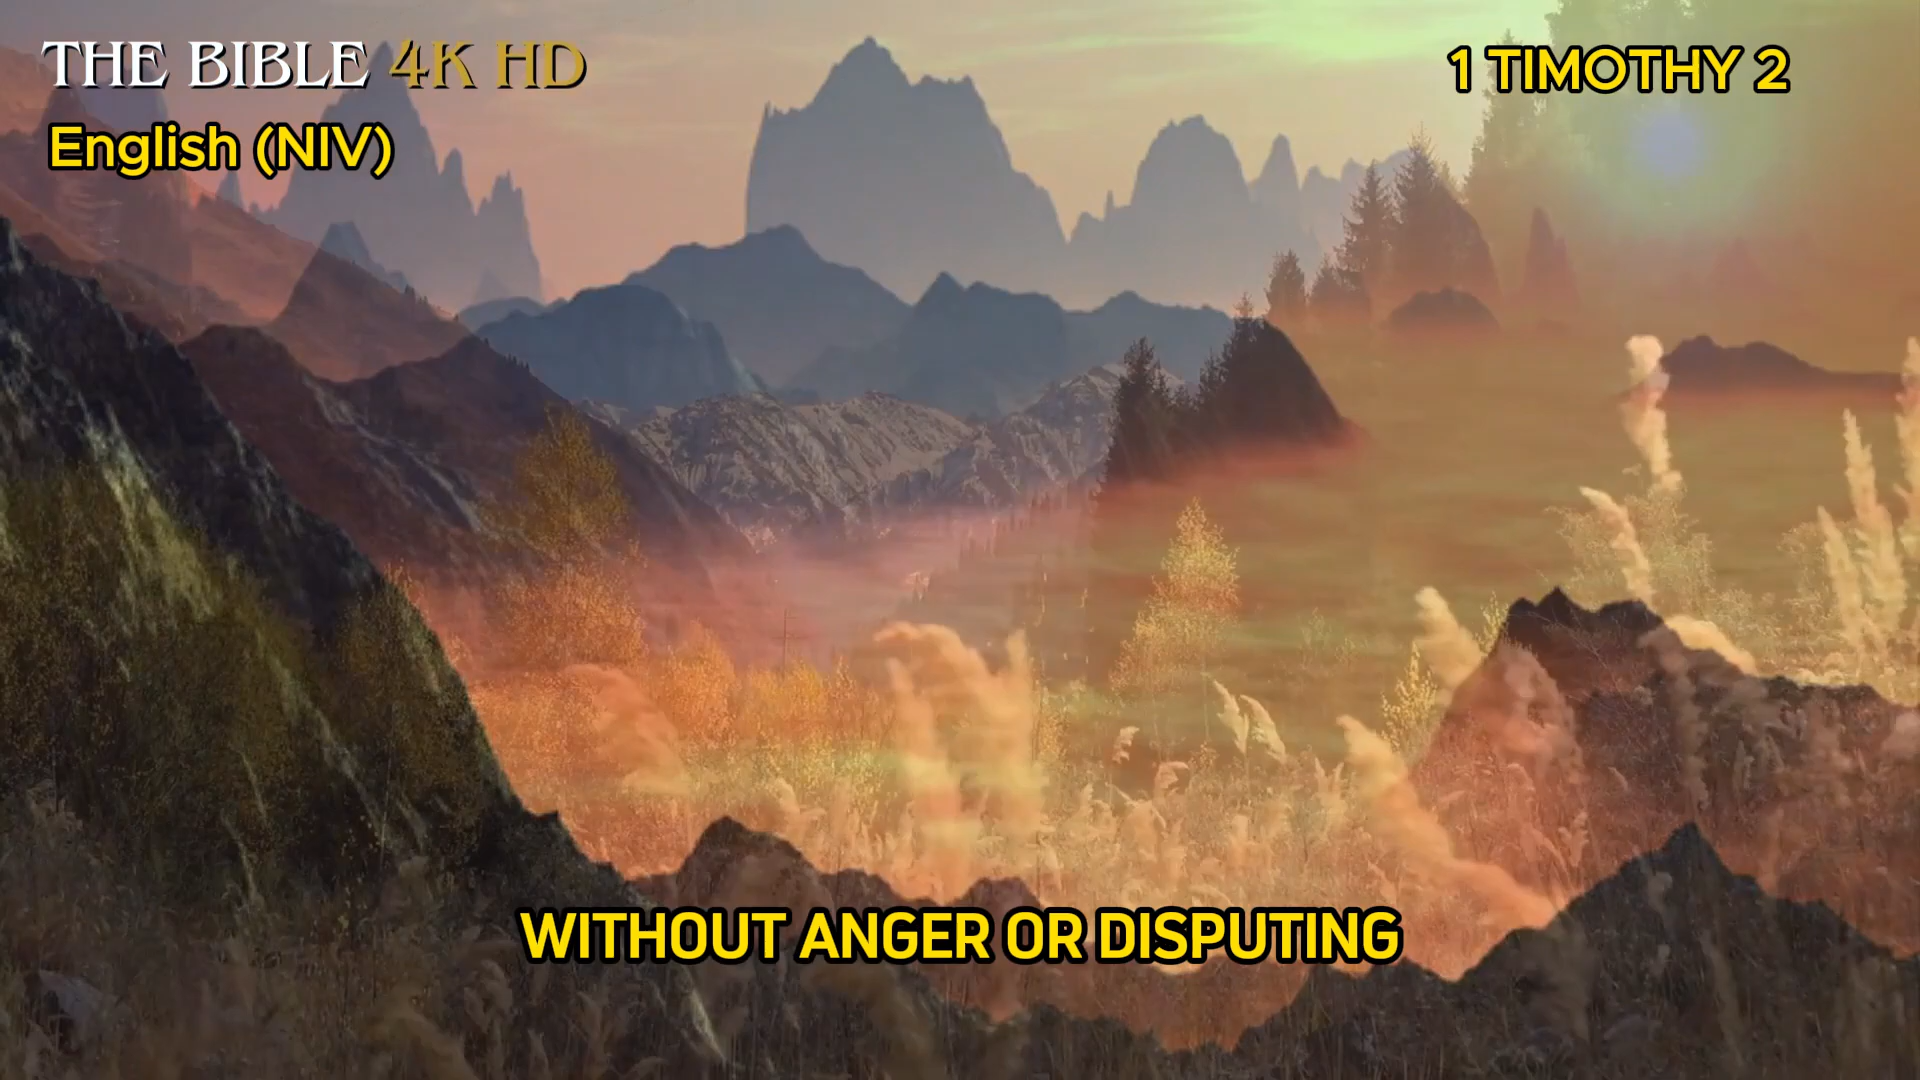 THE BIBLE 4K HD
1 TIMOTHY 2
English (NIV)
WITHOUT ANGER OR DISPUTING